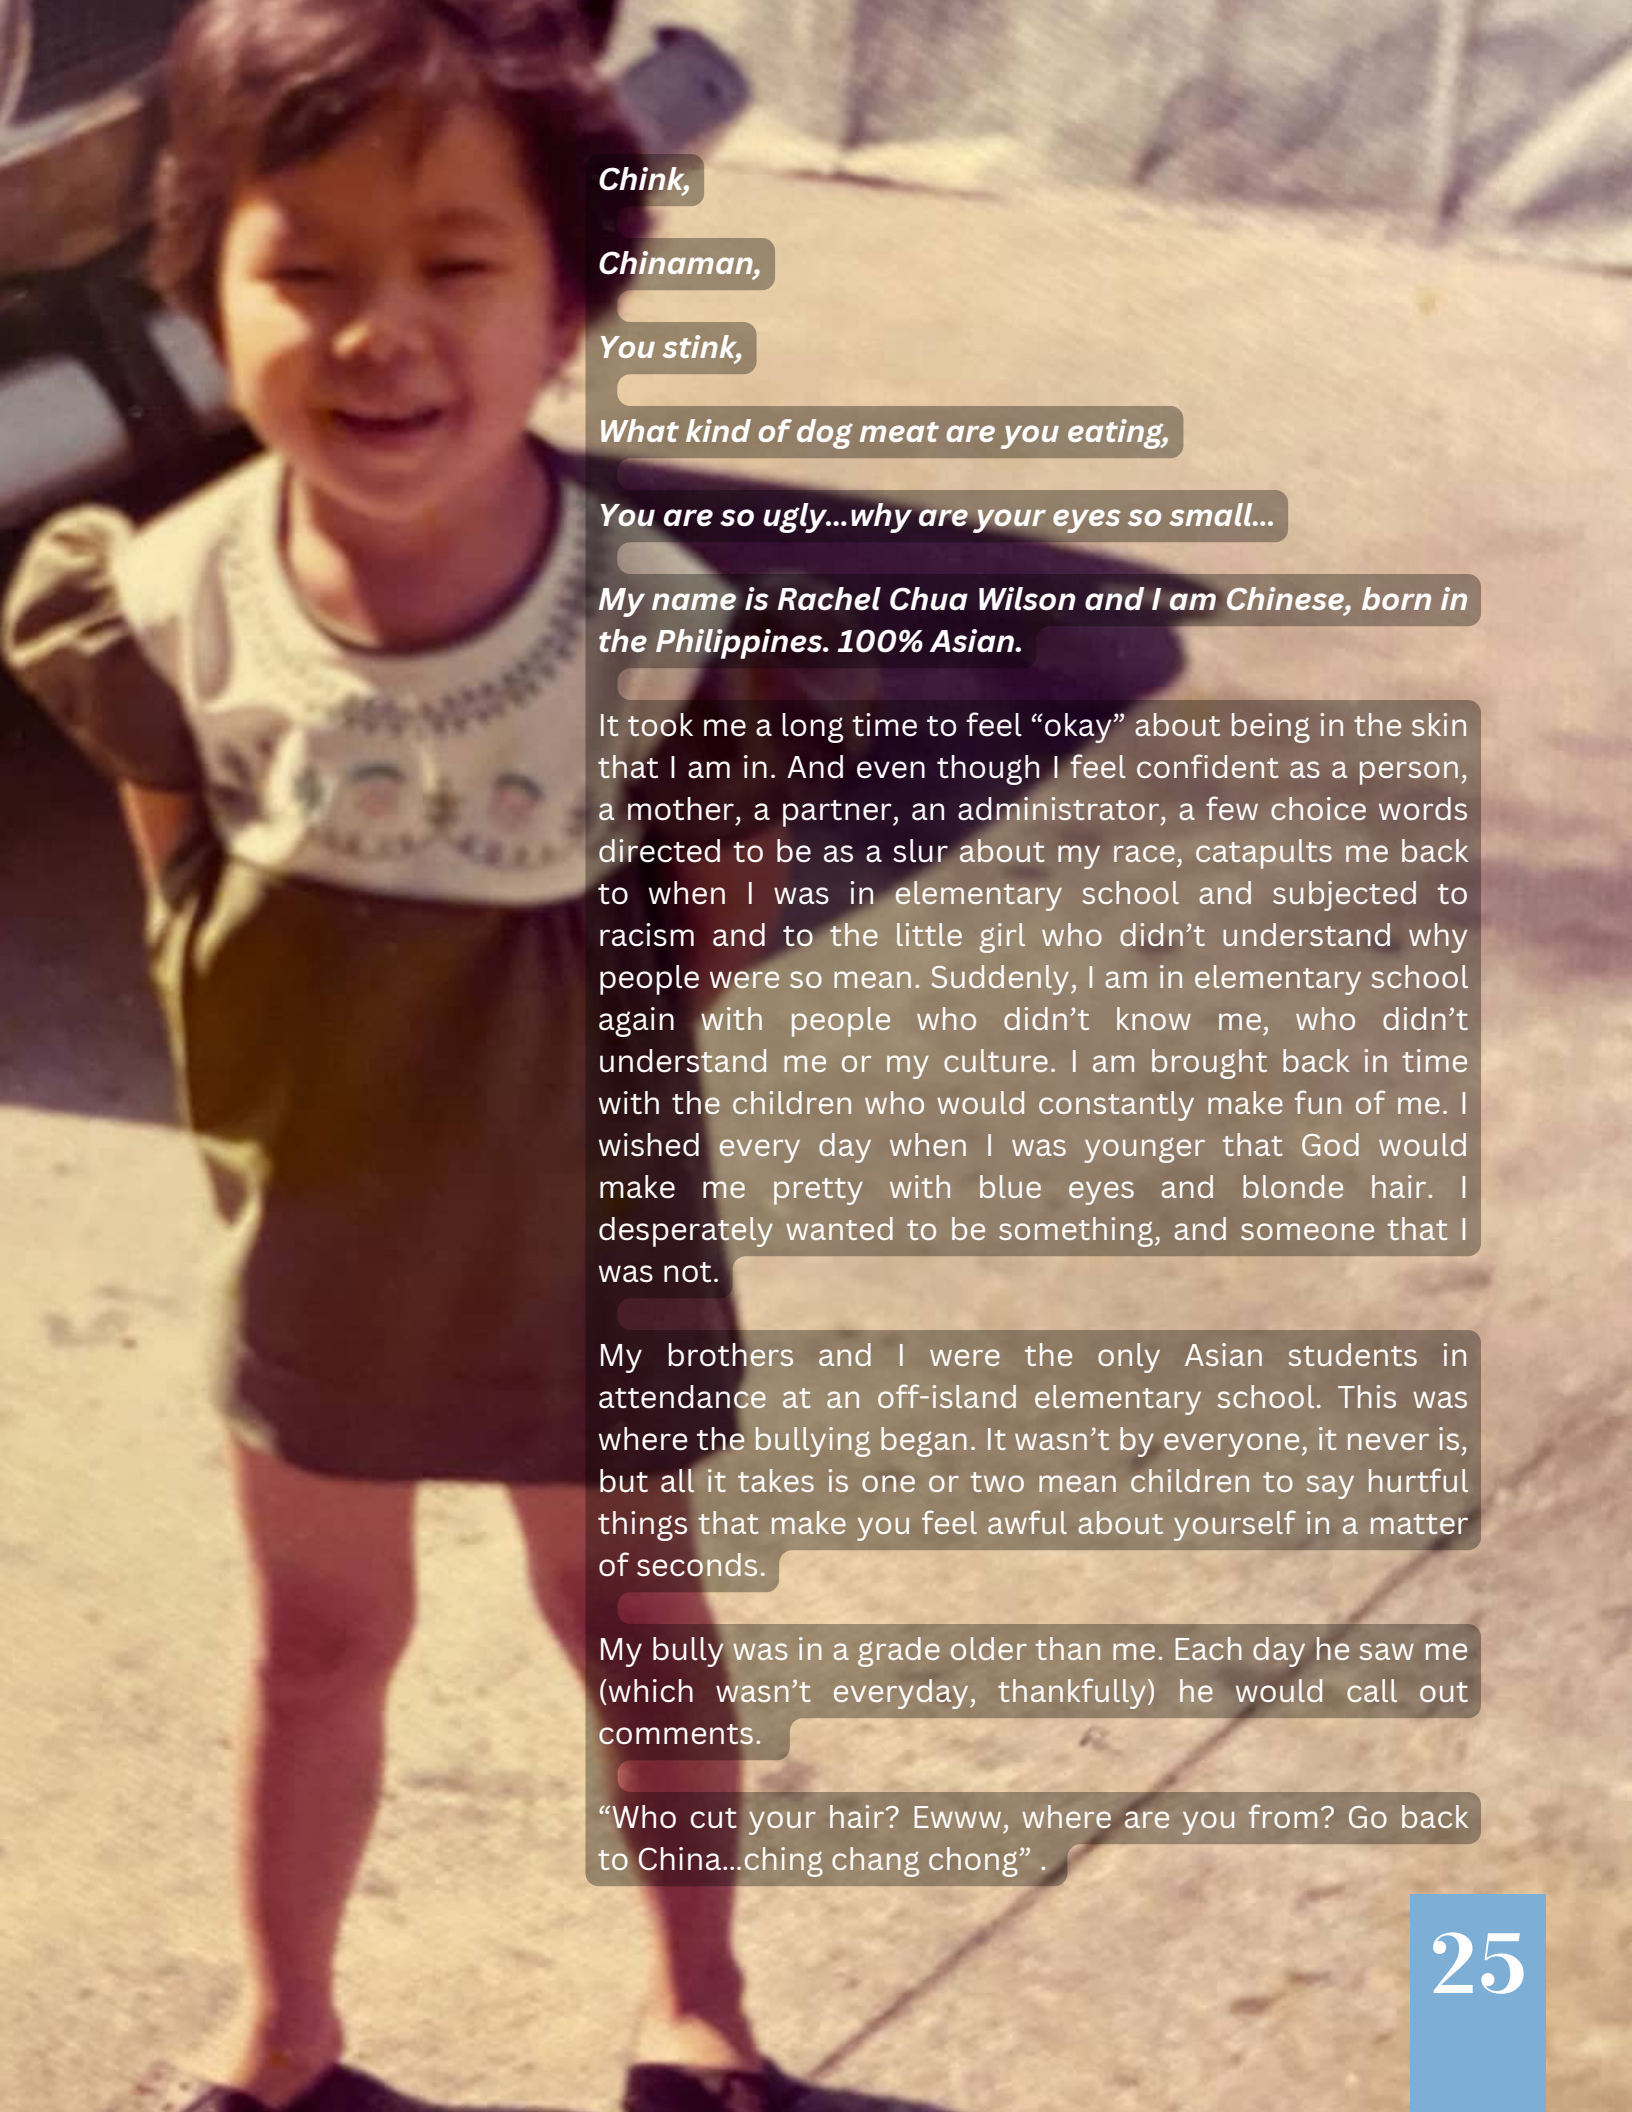 Chink,
Chinaman,
You stink,
What kind of dog meat are you eating,
You are so ugly...why are your eyes so small...
My name is Rachel Chua Wilson and I am Chinese, born in
the Philippines. 100% Asian.
It took me a long time to feel “okay” about being in the skin
that I am in. And even though I feel confident as a person,
a mother, a partner, an administrator, a few choice words
directed to be as a slur about my race, catapults me back
to when I was in elementary school and subjected to
racism and to the little girl who didn’t understand why
people were so mean. Suddenly, I am in elementary school
again with people who didn’t know me, who didn’t
understand me or my culture. I am brought back in time
with the children who would constantly make fun of me. I
wished every day when I was younger that God would
make me pretty with blue eyes and blonde hair. I
desperately wanted to be something, and someone that I
was not.
My brothers and I were the only Asian students in
attendance at an off-island elementary school. This was
where the bullying began. It wasn’t by everyone, it never is,
but all it takes is one or two mean children to say hurtful
things that make you feel awful about yourself in a matter
of seconds.
My bully was in a grade older than me. Each day he saw me
(which wasn’t everyday, thankfully) he would call out
comments.
“Who cut your hair? Ewww, where are you from? Go back
to China...ching chang chong” .
25